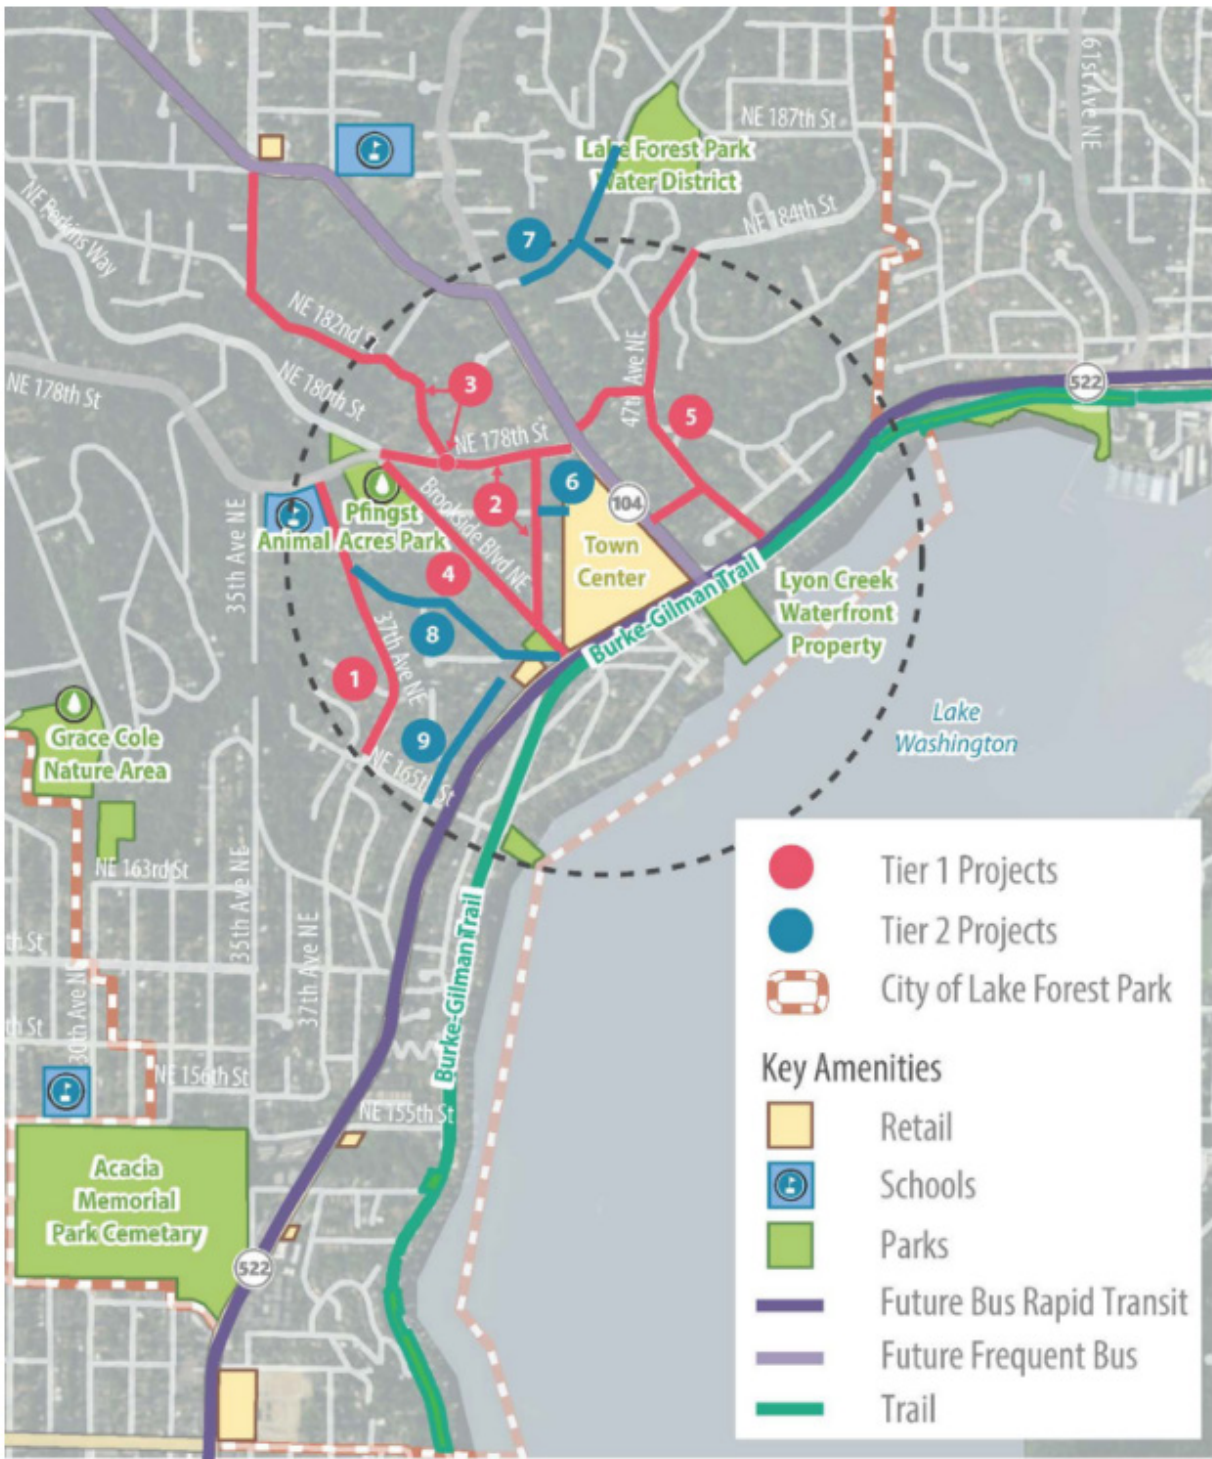 61st Ave NE
NE 187th St
Lake Forest Park
Water District
NE Perkins Way
NE 184th St
7
NE 182nd St
47th Ave NE
522
NE 180th St
3
NE 178th St
NE 178th St
5
6
2
104
Pfingst
Animal Acres Park
Brookside Blvd NE
Town
Center
35th Ave NE
4
Burke-Gilman Trail
Lyon Creek
Waterfront
Property
8
37th Ave NE
1
9
Lake
Washington
Grace Cole
Nature Area
NE 165th St
NE 163rd St
35th Ave NE
37th Ave NE
Burke-Gilman Trail
th St
30th Ave NE
th St
NE 156th St
NE 155th St
Acacia
Memorial
Park Cemetary
522
Tier 1 Projects
Tier 2 Projects
City of Lake Forest Park
Key Amenities
Retail
Schools
Parks
Future Bus Rapid Transit
Future Frequent Bus
Trail